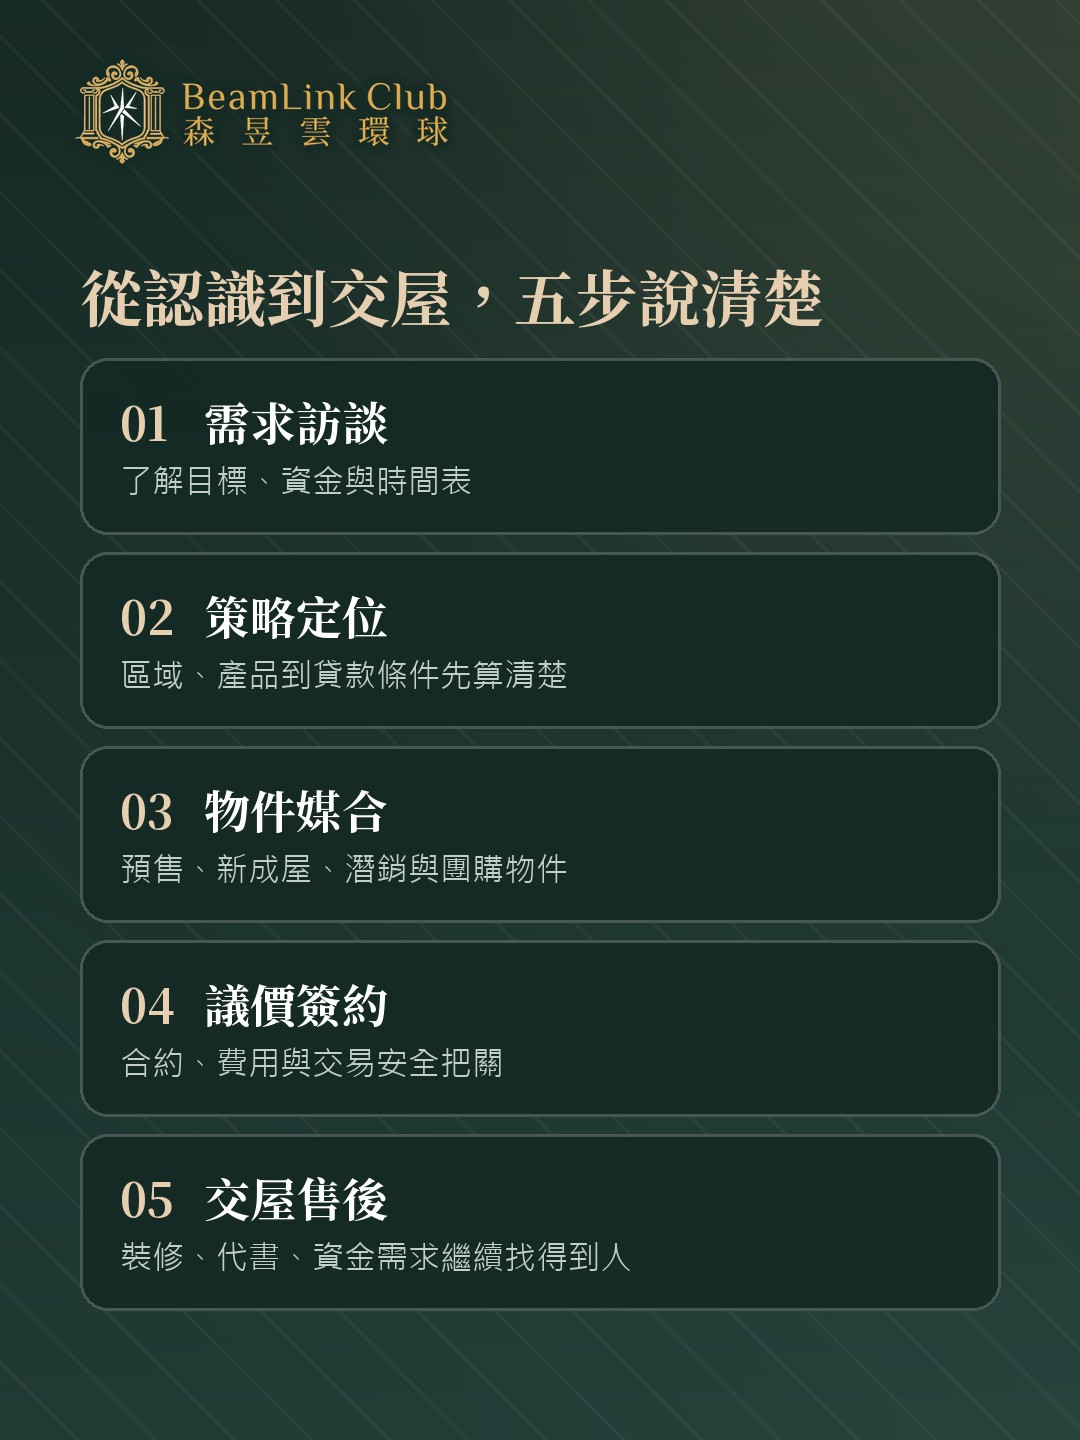 BeamLink Club
森昱雲環球
從認識到交屋，五步說清楚
01 需求訪談
了解目標、資金與時間表
02 策略定位
區域、產品到貸款條件先算清楚
03 物件媒合
預售、新成屋、潛銷與團購物件
04 議價簽約
合約、費用與交易安全把關
05 交屋售後
裝修、代書、資金需求繼續找得到人